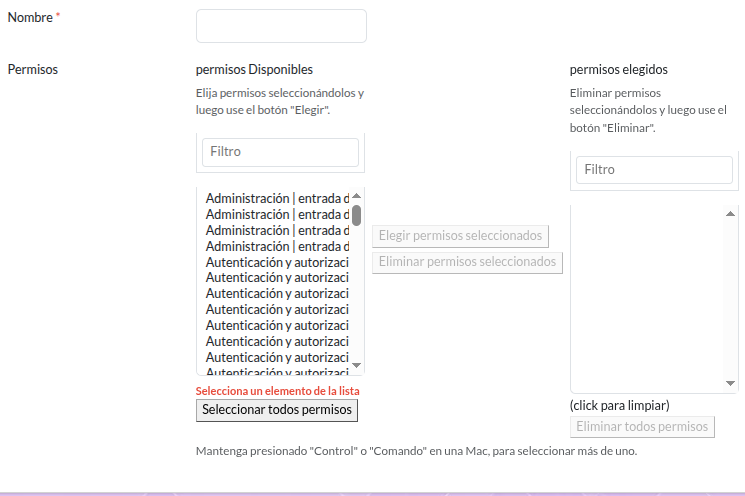 Nombre *
Permisos
permisos Disponibles
Elija permisos seleccionándolos y
luego use el botón "Elegir".
Filtro
Administración | entrada d
Administración | entrada d
Administración | entrada d
Administración | entrada d
Autenticación y autorizaci
Autenticación y autorizaci
Autenticación y autorizaci
Autenticación y autorizaci
Autenticación y autorizaci
Autenticación y autorizaci
Autenticación y autorizaci
Autenticación y autorizaci
Selecciona un elemento de la lista
Seleccionar todos permisos
Elegir permisos seleccionados
Eliminar permisos seleccionados
permisos elegidos
Eliminar permisos
seleccionándolos y luego use el
botón "Eliminar".
Filtro
(click para limpiar)
Eliminar todos permisos
Mantenga presionado "Control" o "Comando" en una Mac, para seleccionar más de uno.